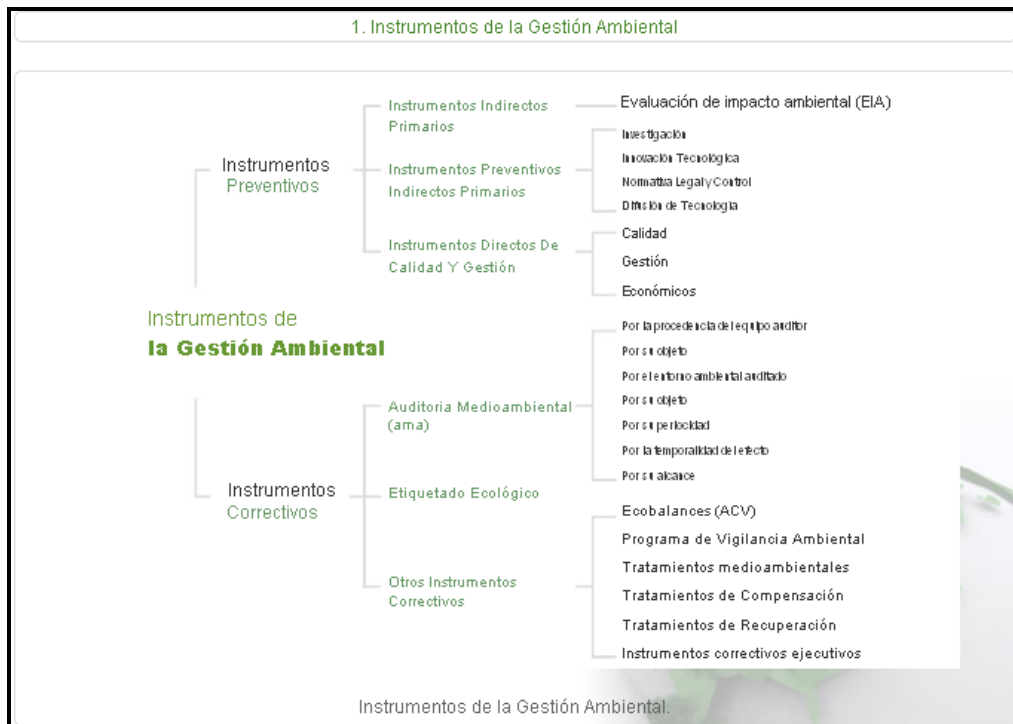 1. Instrumentos de la Gestión Ambiental
Instrumentos de
la Gestión Ambiental
Instrumentos
Preventivos
Instrumentos Indirectos
Primarios
Evaluación de impacto ambiental (EIA)
Instrumentos Preventivos
Indirectos Primarios
Investigación
Innovación Tecnológica
Normativa Legal y Control
Difusión de Tecnología
Instrumentos Directos De
Calidad Y Gestión
Calidad
Gestión
Económicos
Instrumentos
Correctivos
Auditoria Medioambiental
(ama)
Por la procedencia del equipo auditor
Por su objeto
Por el entorno ambiental auditado
Por su objeto
Por su periocidad
Por la temporalidad del efecto
Por su alcance
Etiquetado Ecológico
Otros Instrumentos
Correctivos
Ecobalances (ACV)
Programa de Vigilancia Ambiental
Tratamientos medioambientales
Tratamientos de Compensación
Tratamientos de Recuperación
Instrumentos correctivos ejecutivos
Instrumentos de la Gestión Ambiental.